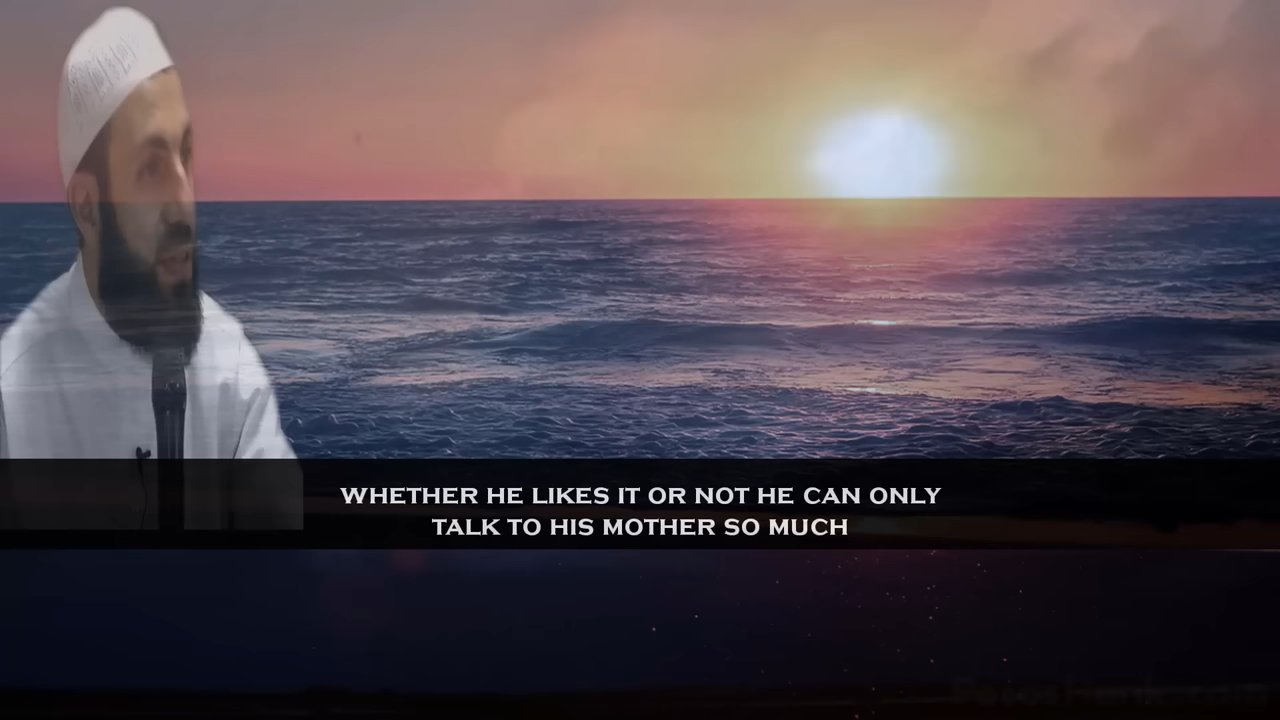 WHETHER HE LIKES IT OR NOT HE CAN ONLY
TALK TO HIS MOTHER SO MUCH